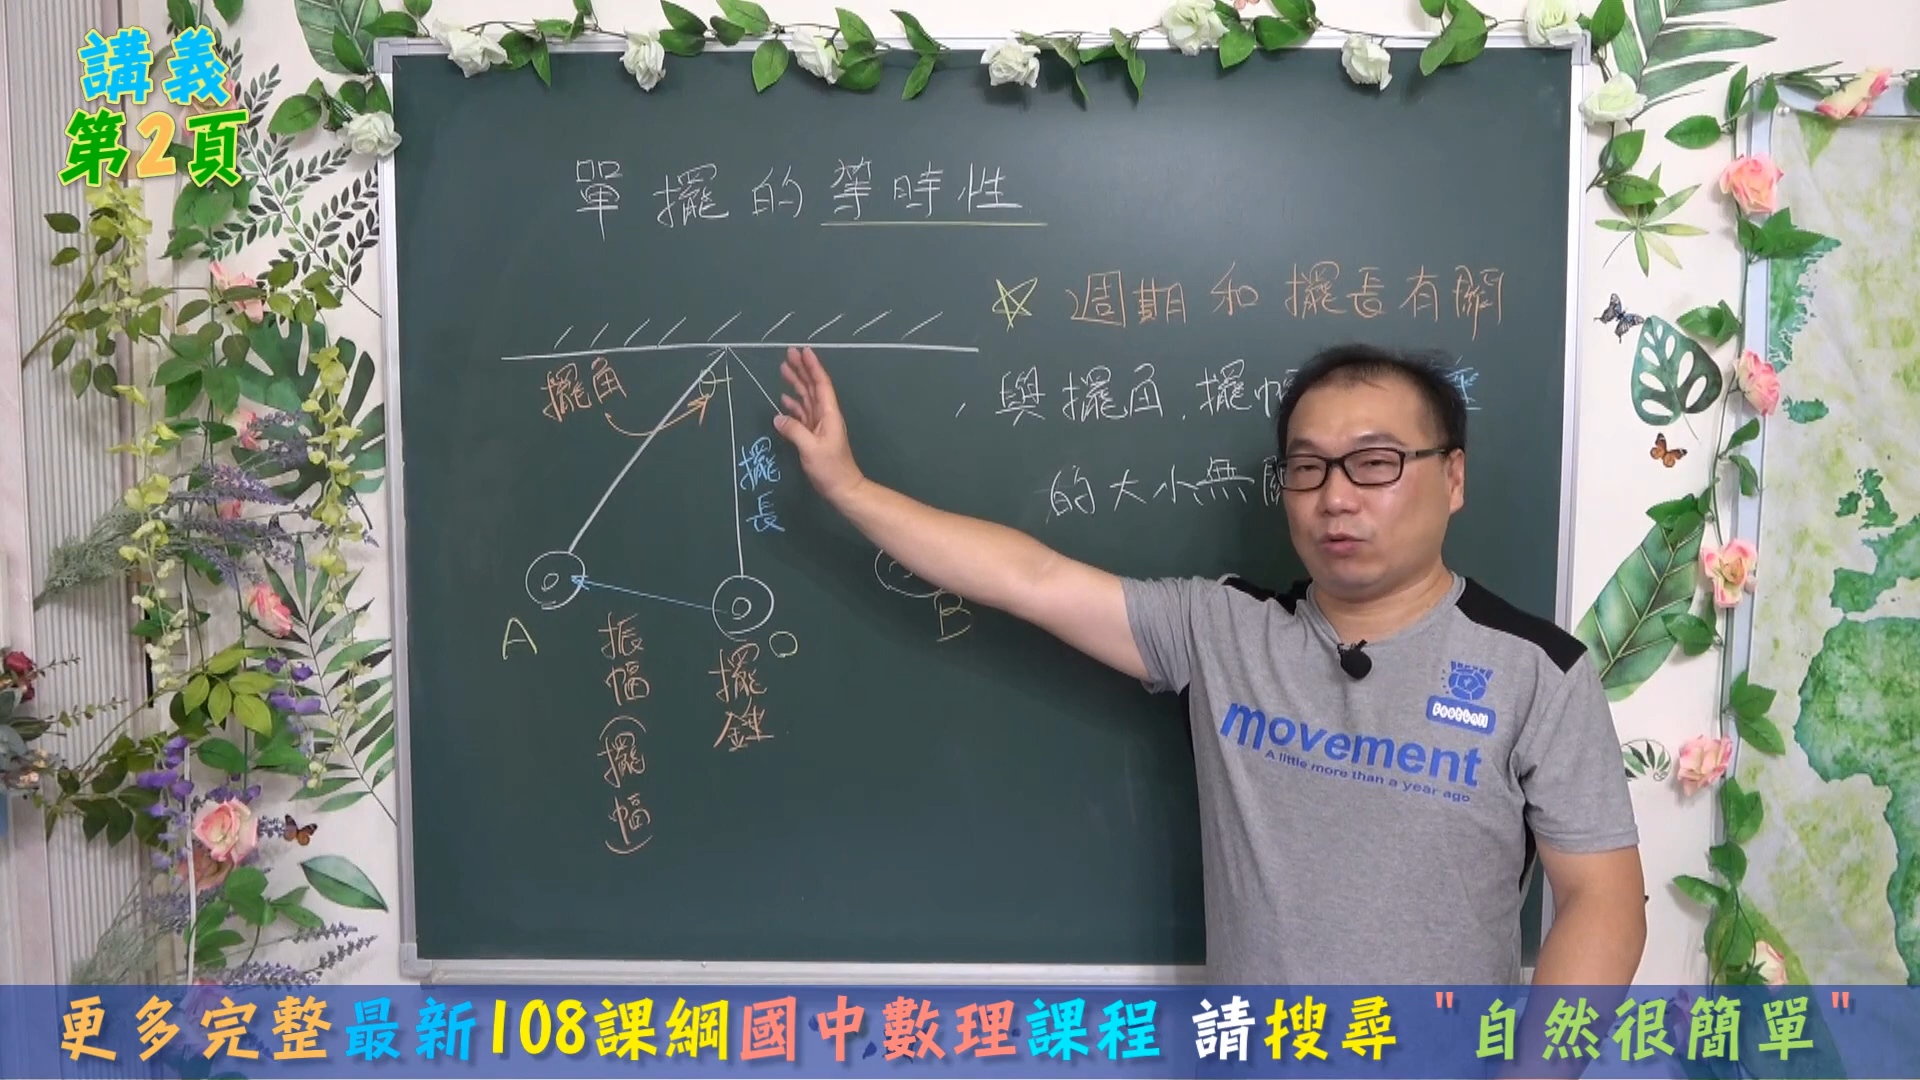 講義
第2頁
單擺的等時性
☆週期和擺長有關
，與擺角、擺幅
的大小無關
擺角
擺長
A
O
B
振幅(擺幅)
擺錘
Football
movement
A little more than a year ago
更多完整最新108課綱國中數理課程 請搜尋"自然很簡單"